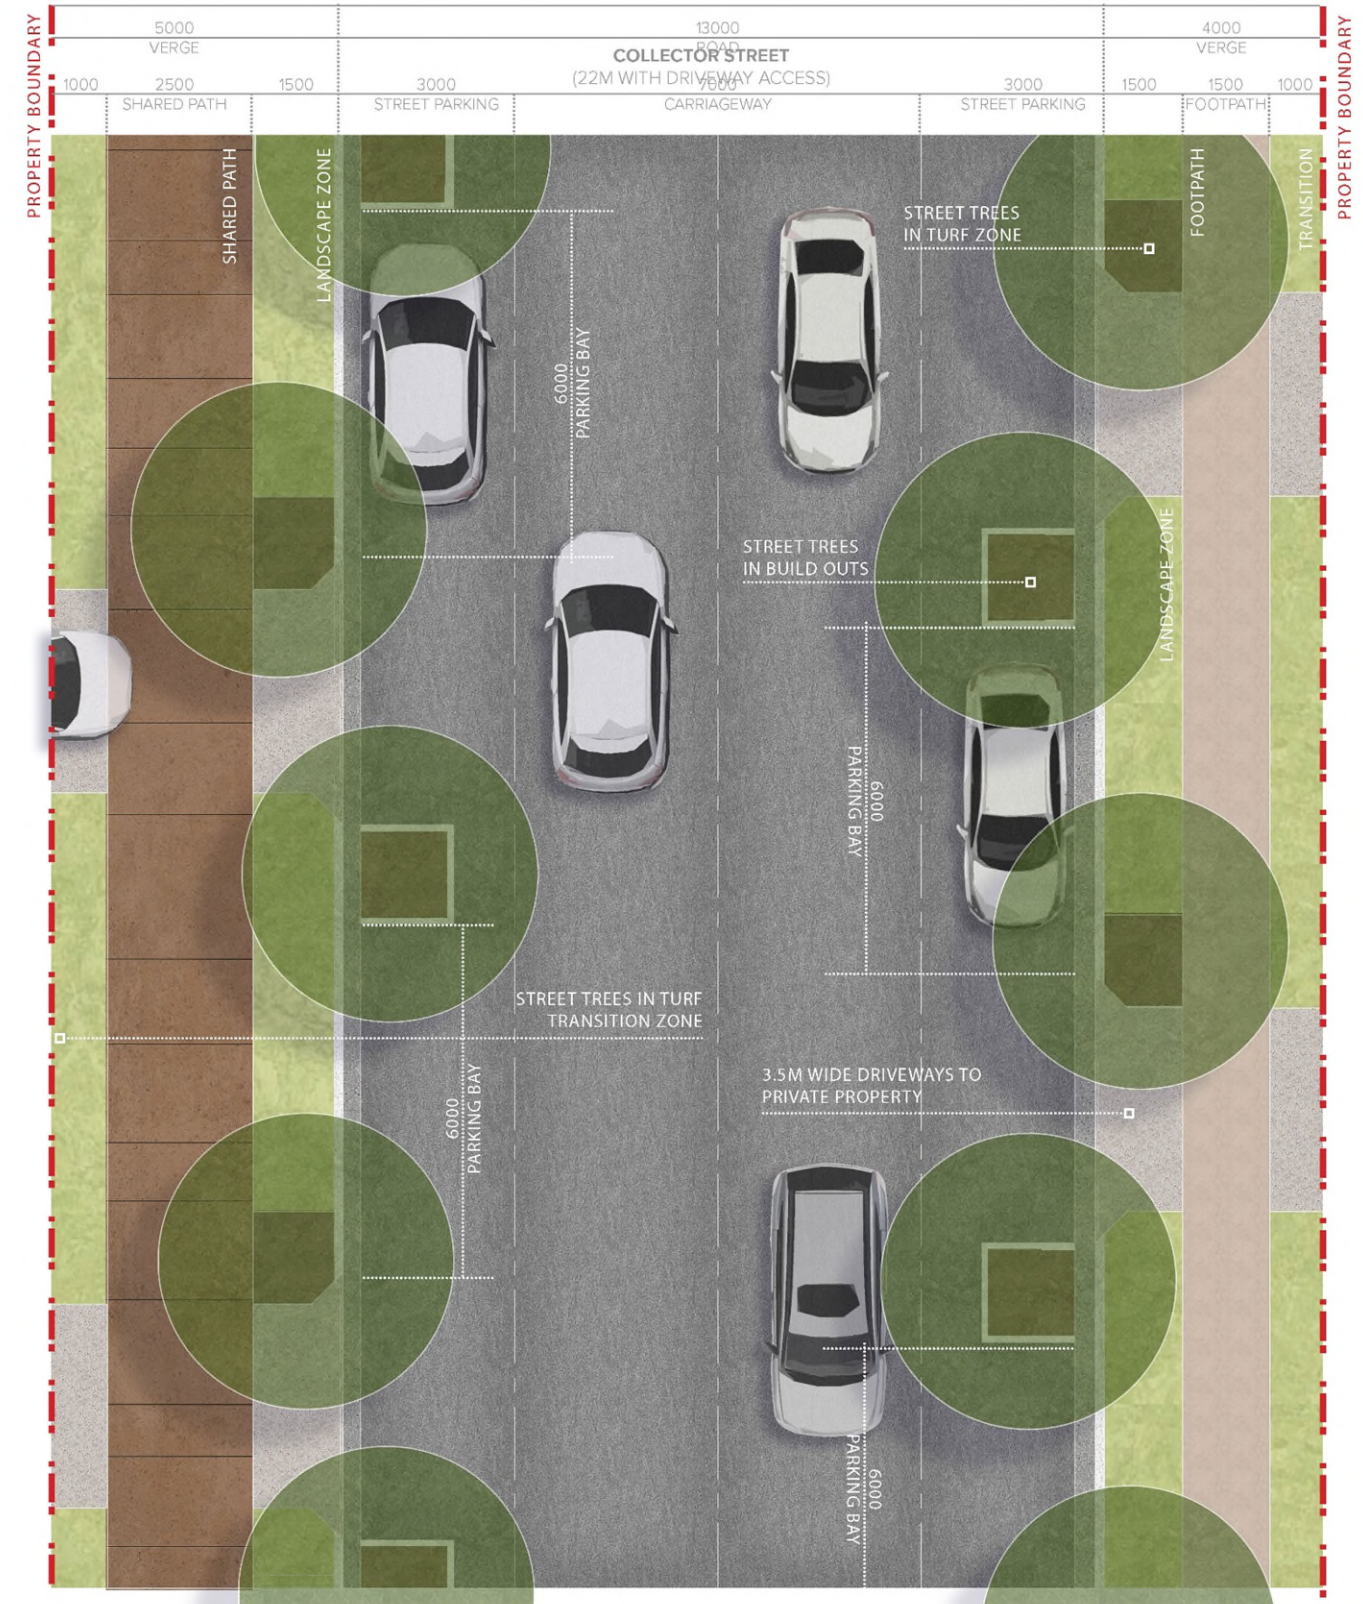 PROPERTY BOUNDARY
5000
VERGE
13000
ROAD
4000
VERGE
PROPERTY BOUNDARY
COLLECTOR STREET
(22M WITH DRIVEWAY ACCESS)
1000
2500
SHARED PATH
1500
3000
STREET PARKING
7000
CARRIAGEWAY
3000
STREET PARKING
1500
1500
FOOTPATH
1000
SHARED PATH
LANDSCAPE ZONE
FOOTPATH
TRANSITION
STREET TREES
IN TURF ZONE
6000
PARKING BAY
STREET TREES
IN BUILD OUTS
LANDSCAPE ZONE
6000
PARKING BAY
STREET TREES IN TURF
TRANSITION ZONE
6000
PARKING BAY
3.5M WIDE DRIVEWAYS TO
PRIVATE PROPERTY
6000
PARKING BAY